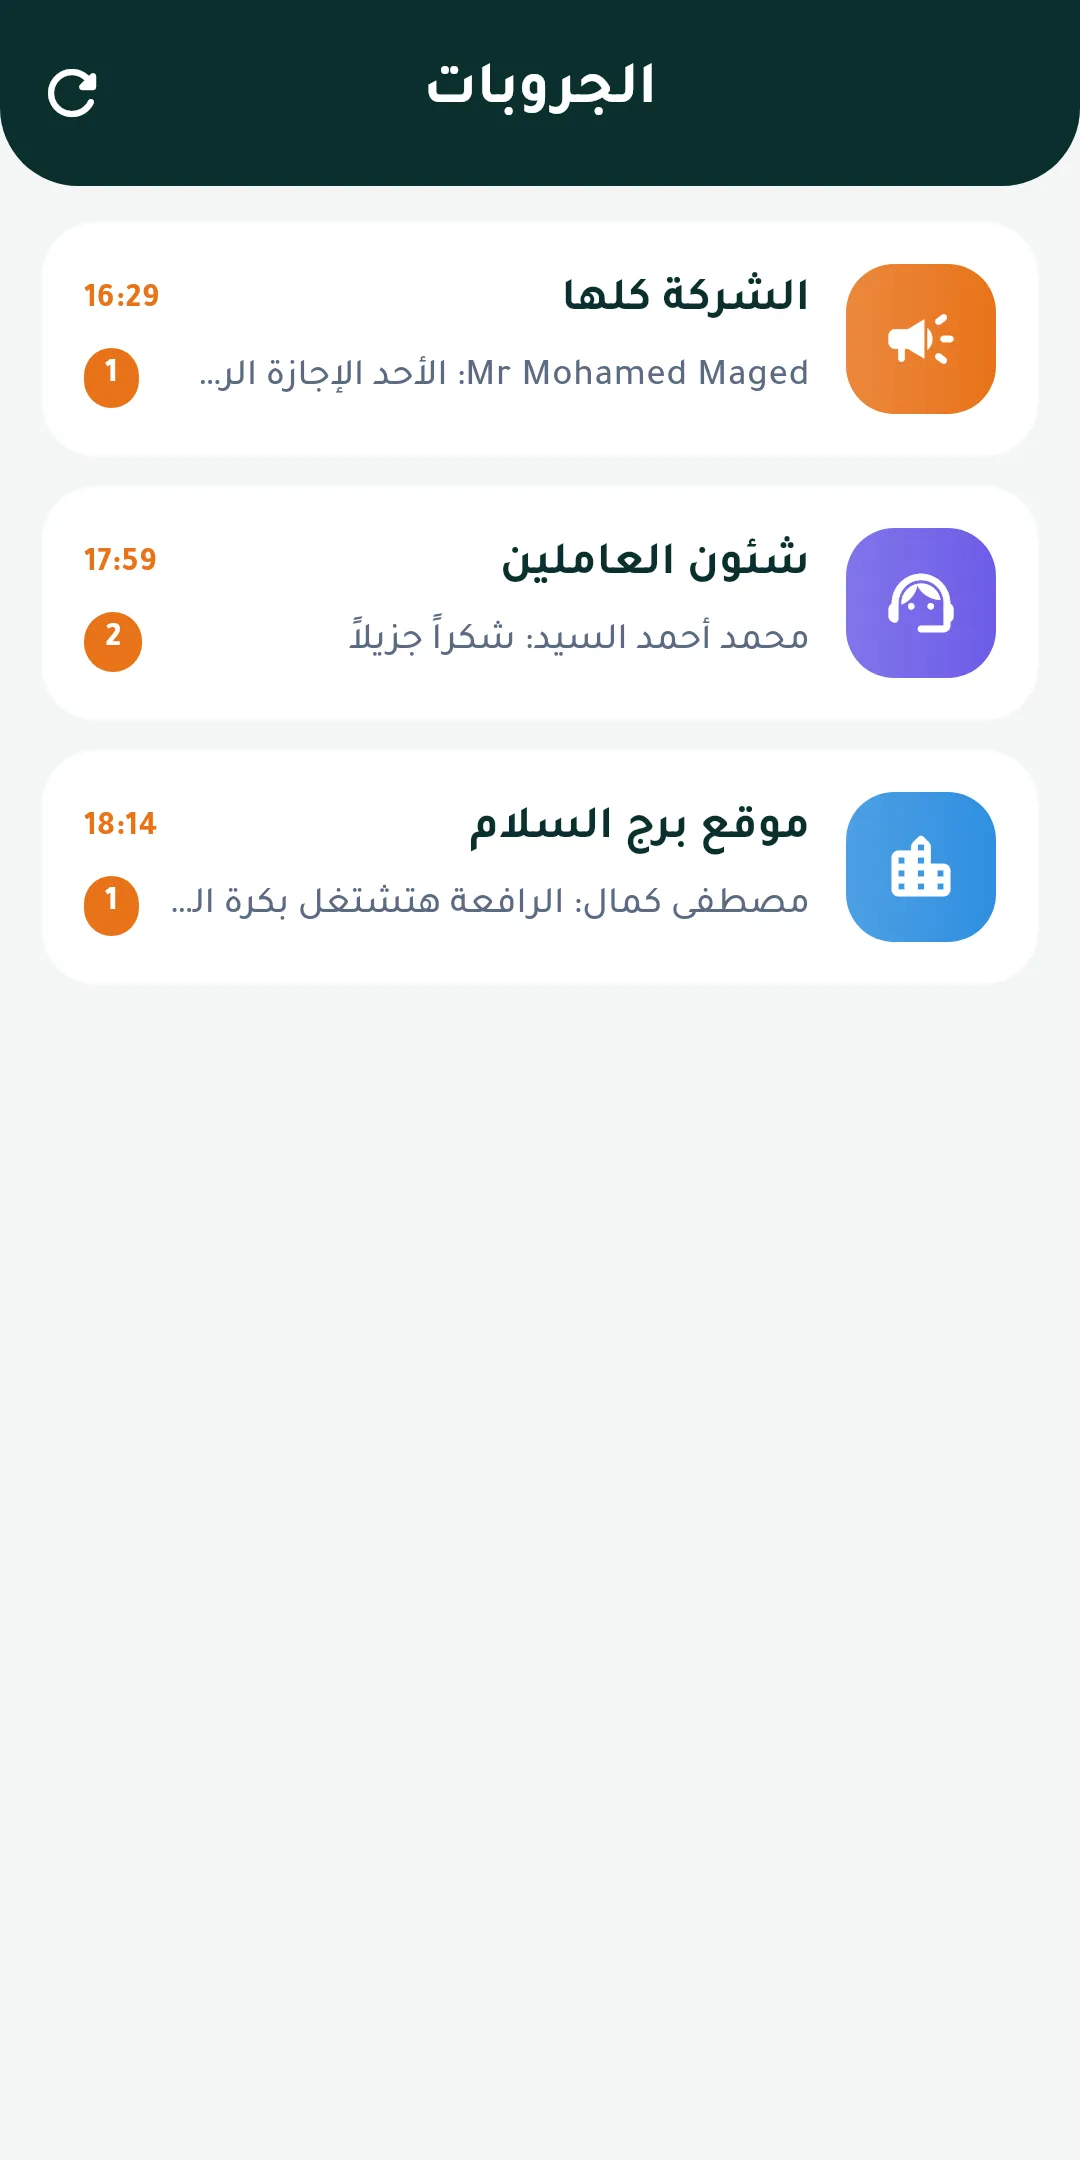 الجروبات
الشركة كلها
16:29
Mr Mohamed Maged: الأحد الإجازة الر...
1
شئون العاملين
17:59
محمد أحمد السيد: شكراً جزيلاً
2
موقع برج السلام
18:14
مصطفى كمال: الرافعة هتشتغل بكرة الـ...
1